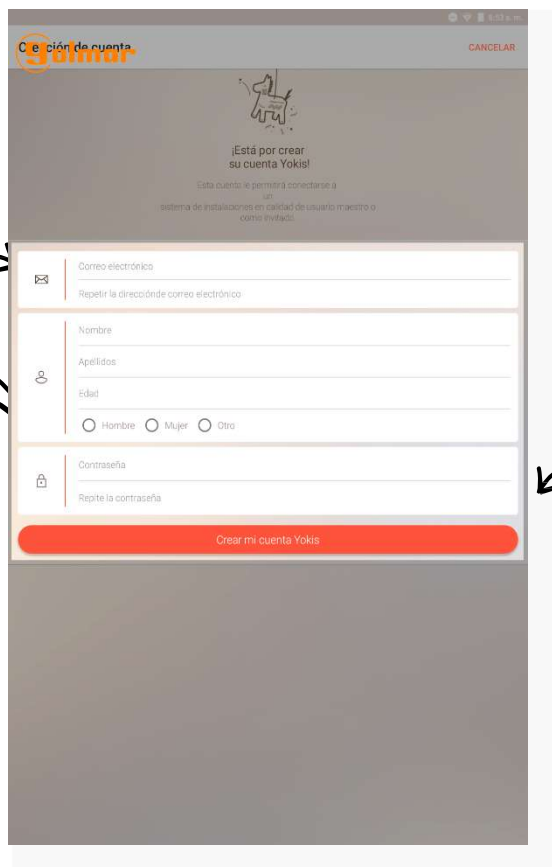 6:53 p. m.
Creación de cuenta
golmar
CANCELAR
¡Está por crear
su cuenta Yokis!
Esta cuenta le permitirá conectarse a
un
sistema de instalaciones en calidad de usuario maestro o
como invitado.
Correo electrónico
Repetir la direcciónde correo electrónico
Nombre
Apellidos
Edad
Hombre Mujer Otro
Contraseña
Repite la contraseña
Crear mi cuenta Yokis